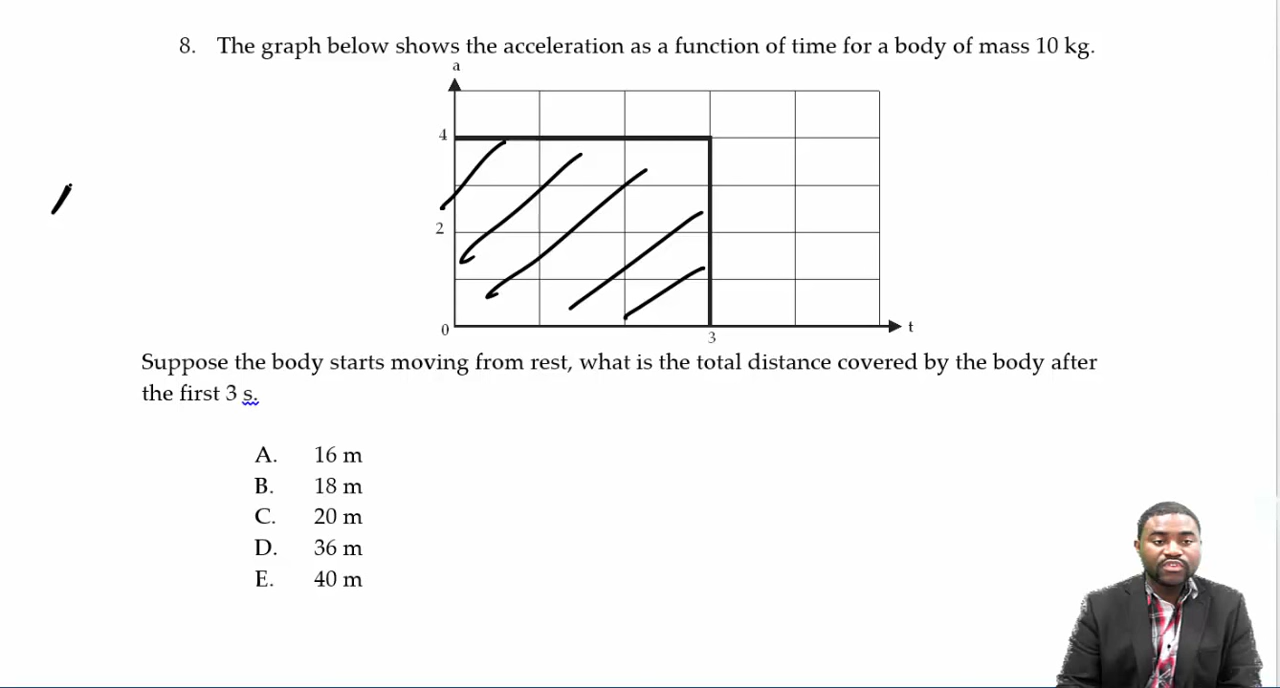 8. The graph below shows the acceleration as a function of time for a body of mass 10 kg.
a
4
2
0
3
t
Suppose the body starts moving from rest, what is the total distance covered by the body after
the first 3 s.
A. 16 m
B. 18 m
C. 20 m
D. 36 m
E. 40 m